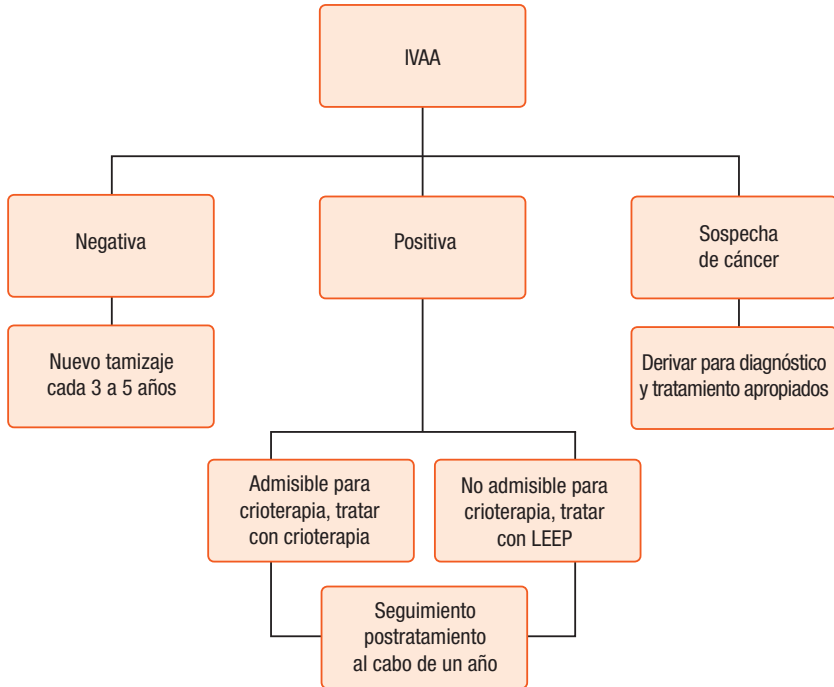 IVAA
Negativa
Positiva
Sospecha
de cáncer
Nuevo tamizaje
cada 3 a 5 años
Derivar para diagnóstico
y tratamiento apropiados
Admisible para
crioterapia, tratar
con crioterapia
No admisible para
crioterapia, tratar
con LEEP
Seguimiento
postratamiento
al cabo de un año